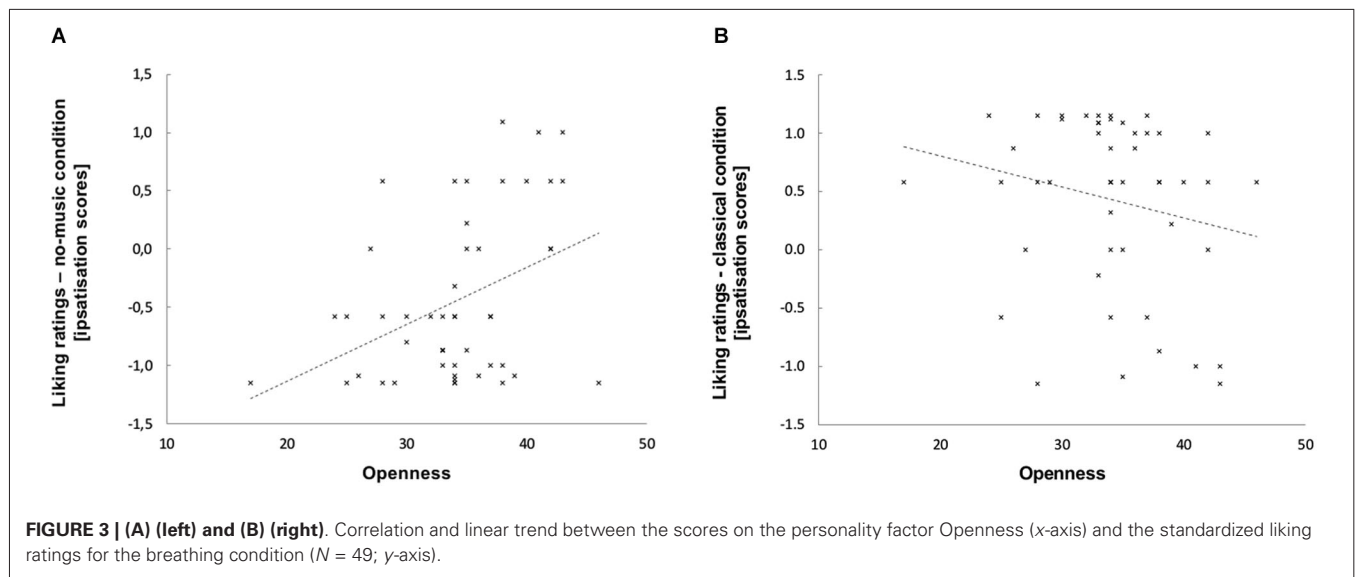 A
Liking ratings – no-music condition
[ipsatisation scores]
1,5
1,0
0,5
0,0
-0,5
-1,0
-1,5
10
20
30
40
50
Openness
B
Liking ratings - classical condition
[ipsatisation scores]
1.5
1.0
0.5
0.0
-0.5
-1.0
-1.5
10
20
30
40
50
Openness
FIGURE 3 | (A) (left) and (B) (right). Correlation and linear trend between the scores on the personality factor Openness (x-axis) and the standardized liking
ratings for the breathing condition (N = 49; y-axis).